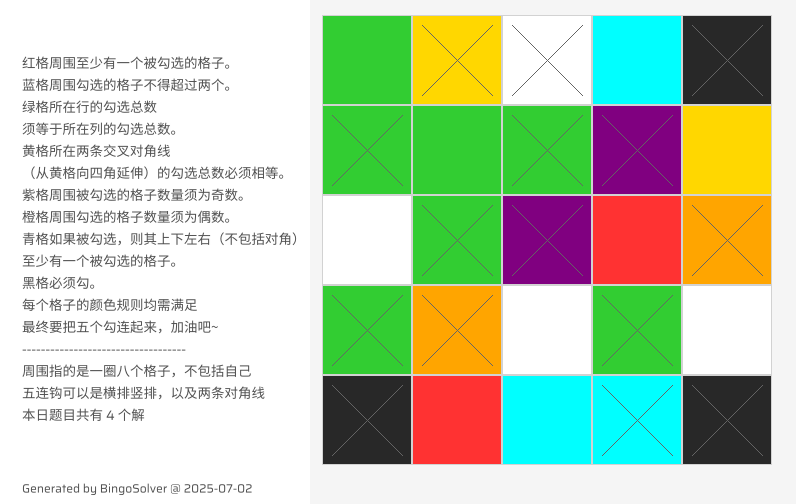 红格周围至少有一个被勾选的格子。
蓝格周围勾选的格子不得超过两个。
绿格所在行的勾选总数
须等于所在列的勾选总数。
黄格所在两条交叉对角线
（从黄格向四角延伸）的勾选总数必须相等。
紫格周围被勾选的格子数量须为奇数。
橙格周围勾选的格子数量须为偶数。
青格如果被勾选，则其上下左右（不包括对角）
至少有一个被勾选的格子。
黑格必须勾。
每个格子的颜色规则均需满足
最终要把五个勾连起来，加油吧~
-----------------------------------
周围指的是一圈八个格子，不包括自己
五连钩可以是横排竖排，以及两条对角线
本日题目共有 4 个解
Generated by BingoSolver @ 2025-07-02